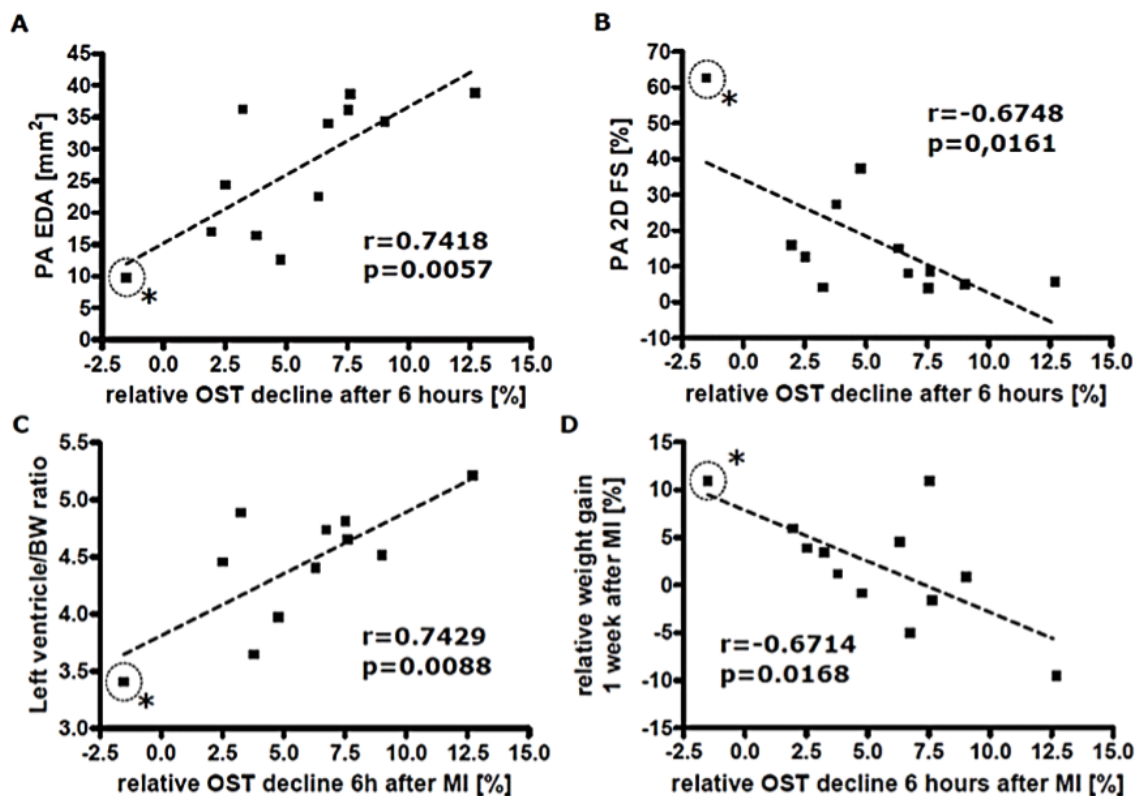 A
45
40
35
30
25
20
15
10
5
0
PA EDA [mm²]
*
r=0.7418
p=0.0057
-2.5 0.0 2.5 5.0 7.5 10.0 12.5 15.0
relative OST decline after 6 hours [%]
B
70
60
50
40
30
20
10
0
-10
PA 2D FS [%]
*
r=-0.6748
p=0,0161
-2.5 0.0 2.5 5.0 7.5 10.0 12.5 15.0
relative OST decline after 6 hours [%]
C
5.5
5.0
4.5
4.0
3.5
3.0
Left ventricle/BW ratio
*
r=0.7429
p=0.0088
-2.5 0.0 2.5 5.0 7.5 10.0 12.5 15.0
relative OST decline 6h after MI [%]
D
15
10
5
0
-5
-10
-15
relative weight gain
1 week after MI [%]
*
r=-0.6714
p=0.0168
-2.5 0.0 2.5 5.0 7.5 10.0 12.5 15.0
relative OST decline 6 hours after MI [%]